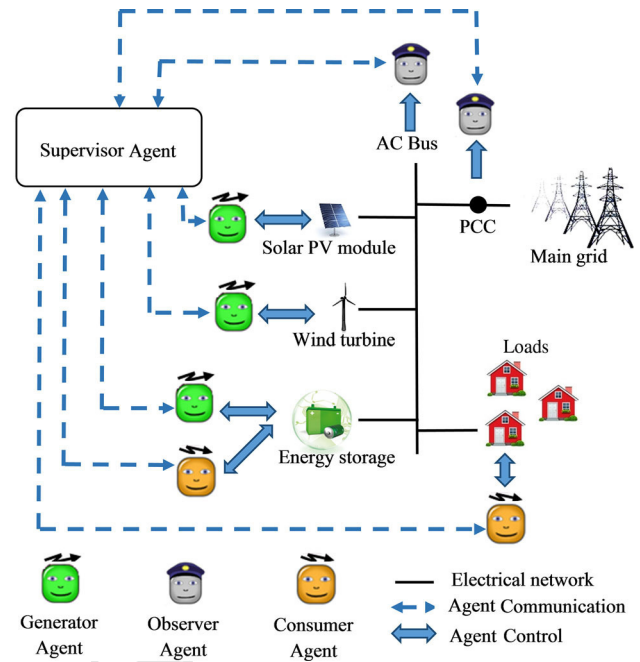 AC Bus
Supervisor Agent
PCC
Main grid
Solar PV module
Wind turbine
Loads
Energy storage
Electrical network
Agent Communication
Agent Control
Generator
Agent
Observer
Agent
Consumer
Agent